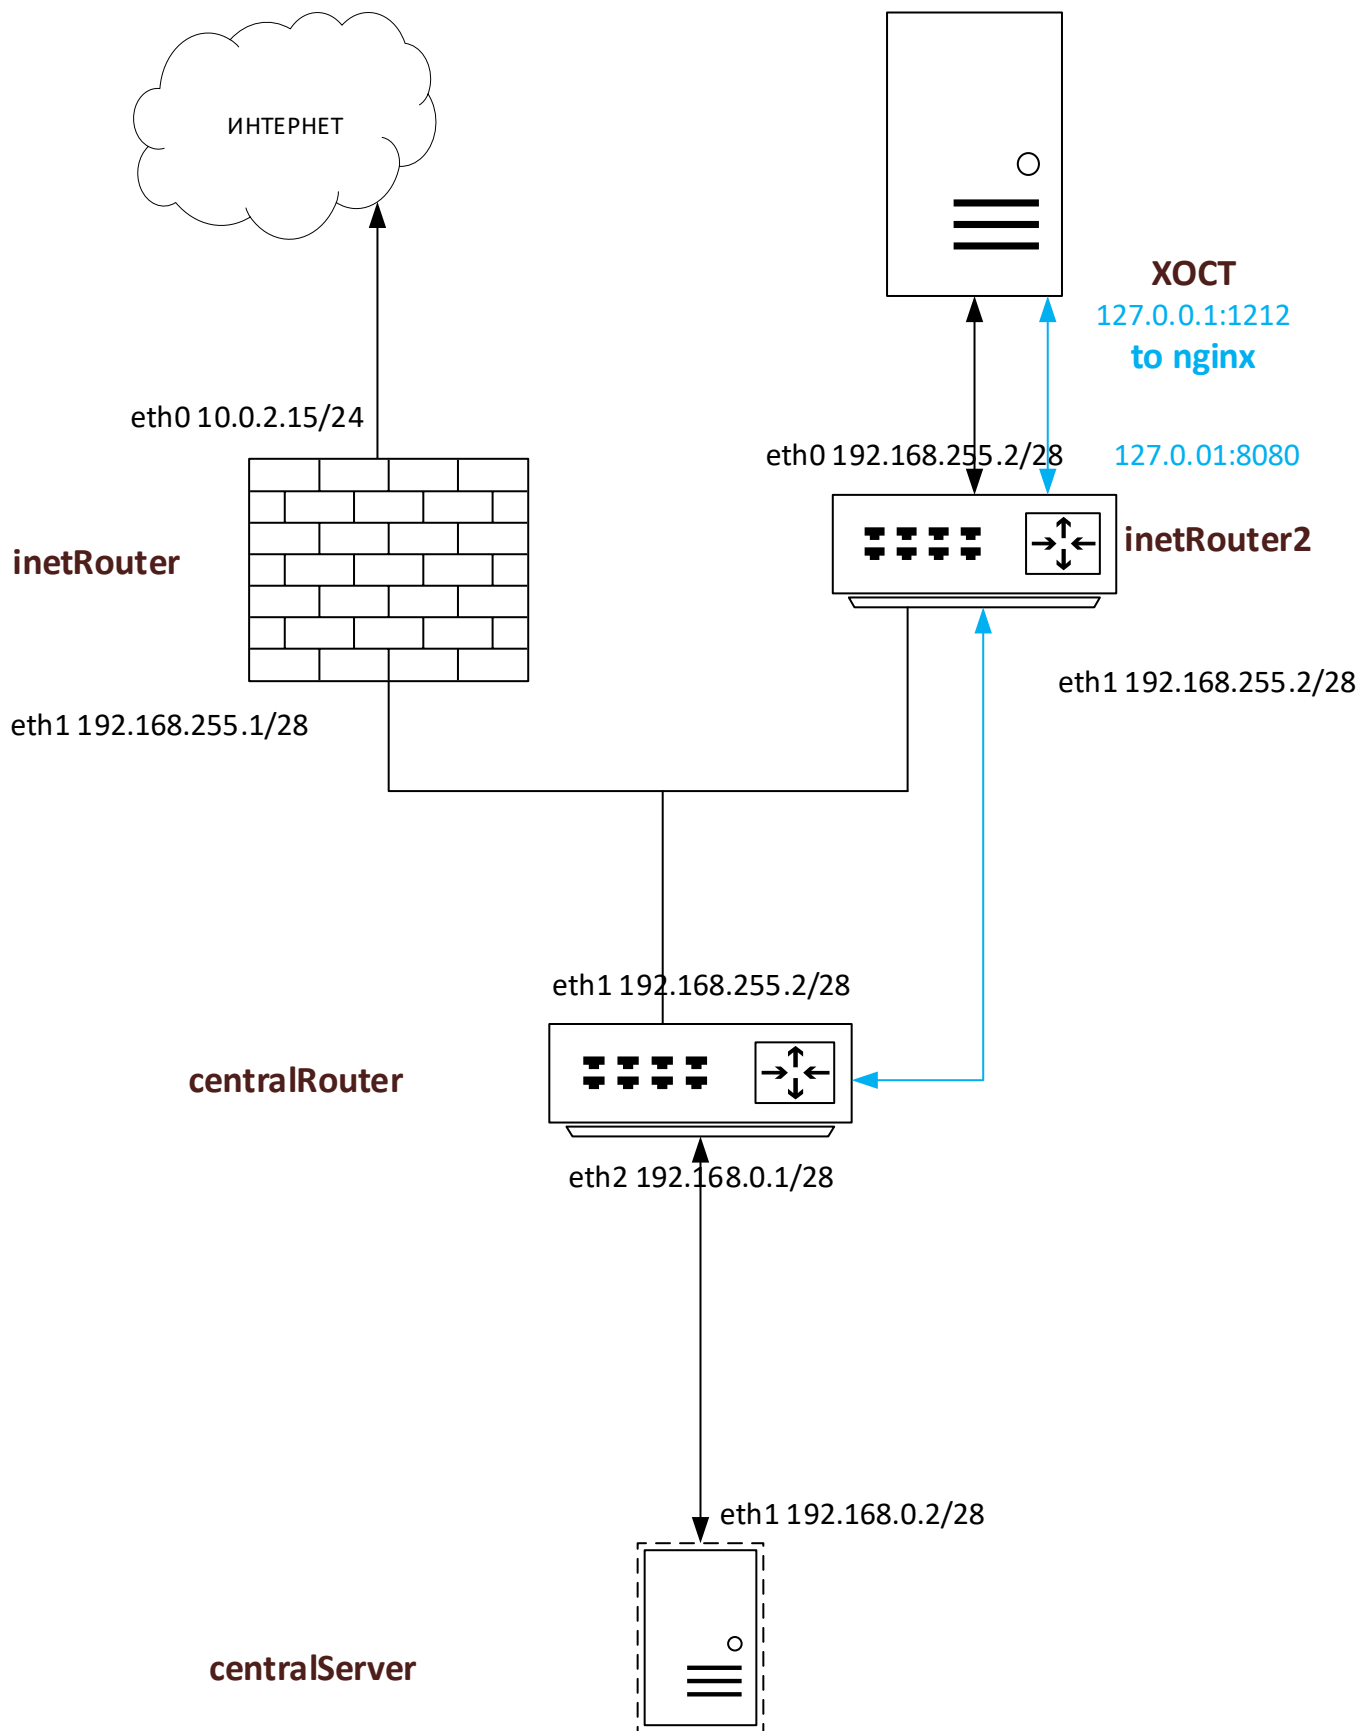 ИНТЕРНЕТ
ХОСТ
127.0.0.1:1212
to nginx
eth0 10.0.2.15/24
eth0 192.168.255.2/28
127.0.01:8080
inetRouter
inetRouter2
eth1 192.168.255.2/28
eth1 192.168.255.1/28
eth1 192.168.255.2/28
centralRouter
eth2 192.168.0.1/28
eth1 192.168.0.2/28
centralServer